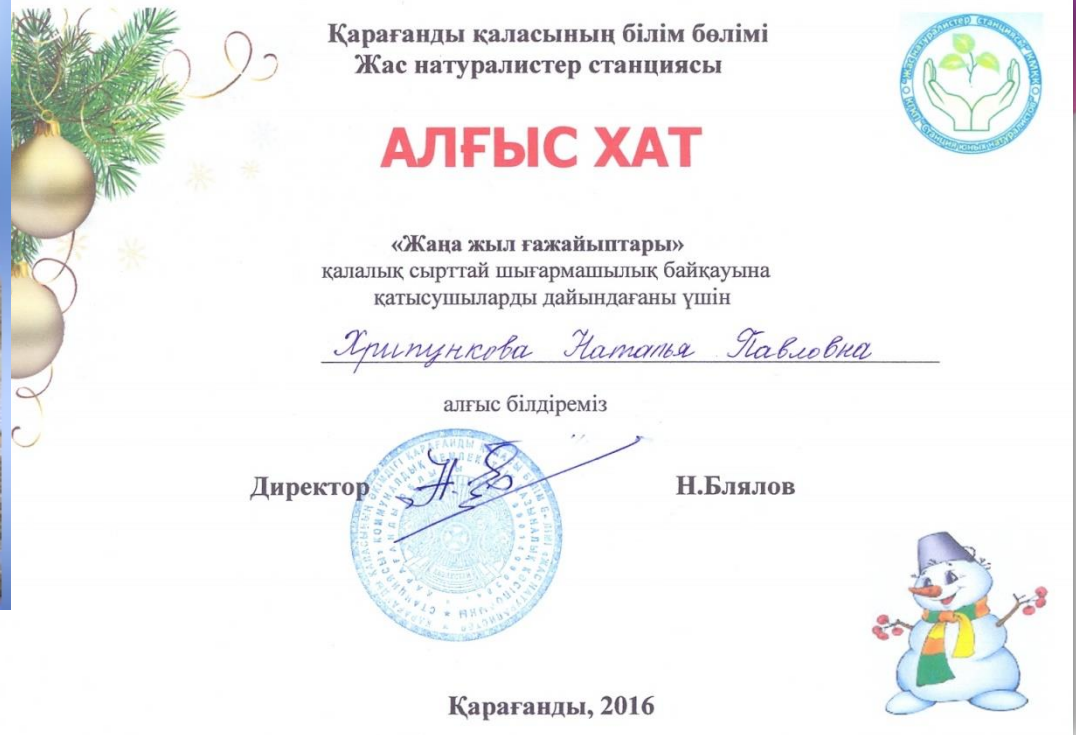 Қарағанды қаласының білім бөлімі
Жас натуралистер станциясы
АЛҒЫС ХАТ
«Жаңа жыл ғажайыптары»
қалалық сырттай шығармашылық байқауына
қатысушыларды дайындағаны үшін
Хрипункова Наталья Павловна
алғыс білдіреміз
Директор Н.Блялов
Қарағанды, 2016